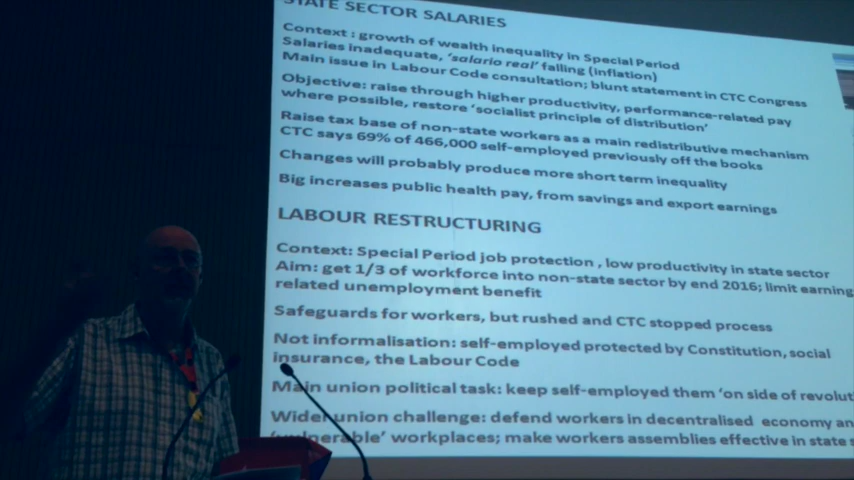 STATE SECTOR SALARIES
Context : growth of wealth inequality in Special Period
Salaries inadequate, 'salario real' falling (inflation)
Main issue in Labour Code consultation; blunt statement in CTC Congress
Objective: raise through higher productivity, performance-related pay
where possible, restore 'socialist principle of distribution'
Raise tax base of non-state workers as a main redistributive mechanism
CTC says 69% of 466,000 self-employed previously off the books
Changes will probably produce more short term inequality
Big increases public health pay, from savings and export earnings
LABOUR RESTRUCTURING
Context: Special Period job protection , low productivity in state sector
Aim: get 1/3 of workforce into non-state sector by end 2016; limit earning
related unemployment benefit
Safeguards for workers, but rushed and CTC stopped process
Not informalisation: self-employed protected by Constitution, social
insurance, the Labour Code
Main union political task: keep self-employed them 'on side of revolut
Wider union challenge: defend workers in decentralised economy an
'vulnerable' workplaces; make workers assemblies effective in state s